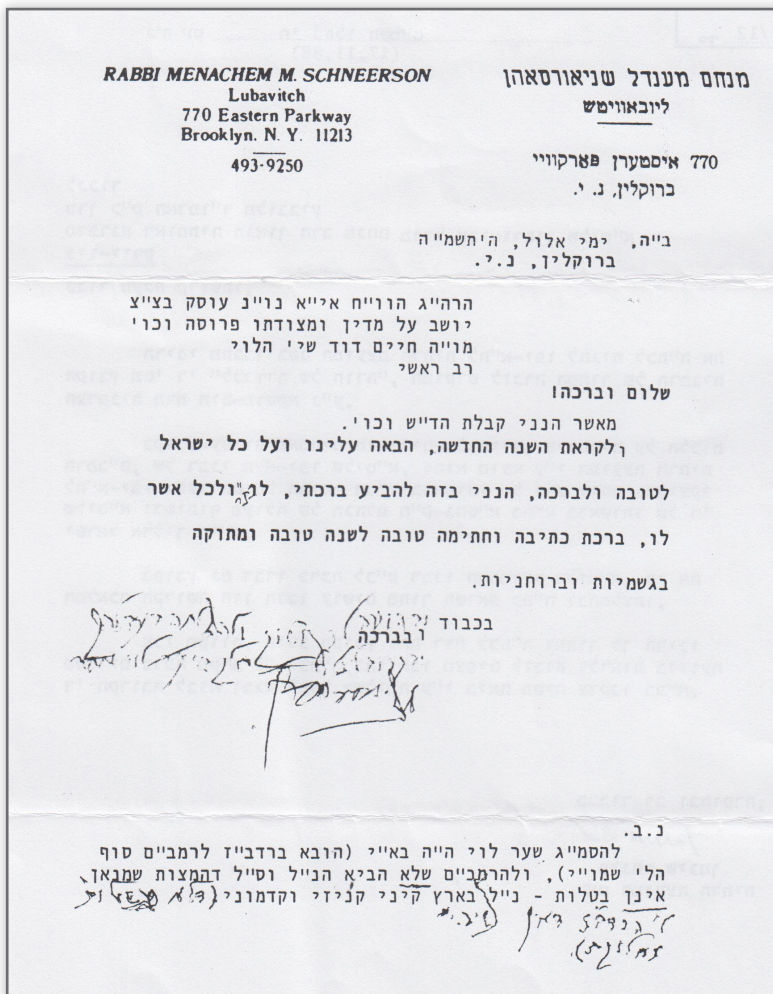 RABBI MENACHEM M. SCHNEERSON
Lubavitch
770 Eastern Parkway
Brooklyn. N. Y. 11213
493-9250
מנחם מענדל שניאורסאהן
ליובאוויטש
770 איסטערן פארקוויי
ברוקלין, נ. י.
ב"ה, ימי אלול, ה'תשמ"ה
ברוקלין, נ.י.
הרה"ג הוו"ח אי"א נו"נ עוסק בצ"צ
יושב על מדין ומצודתו פרוסה וכו'
מו"ה חיים דוד שי' הלוי
רב ראשי
שלום וברכה!
מאשר הנני קבלת הד"ש וכו'.
ולקראת השנה החדשה, הבאה עלינו ועל כל ישראל
לטובה ולברכה, הנני בזה להביע ברכתי, לו ולכל אשר
לו, ברכת כתיבה וחתימה טובה לשנה טובה ומתוקה
בגשמיות וברוחניות.
בכבוד
ובברכה
נ.ב.
להסמ"ג שער לוי הי' בא"י (הובא ברדב"ז לרמב"ם סוף
הל' שמו"י), ולהרמב"ם שלא הביא הנ"ל וס"ל דהמצות שמנאן
אינן בטלות - נ"ל בארץ קיני קניזי וקדמוני